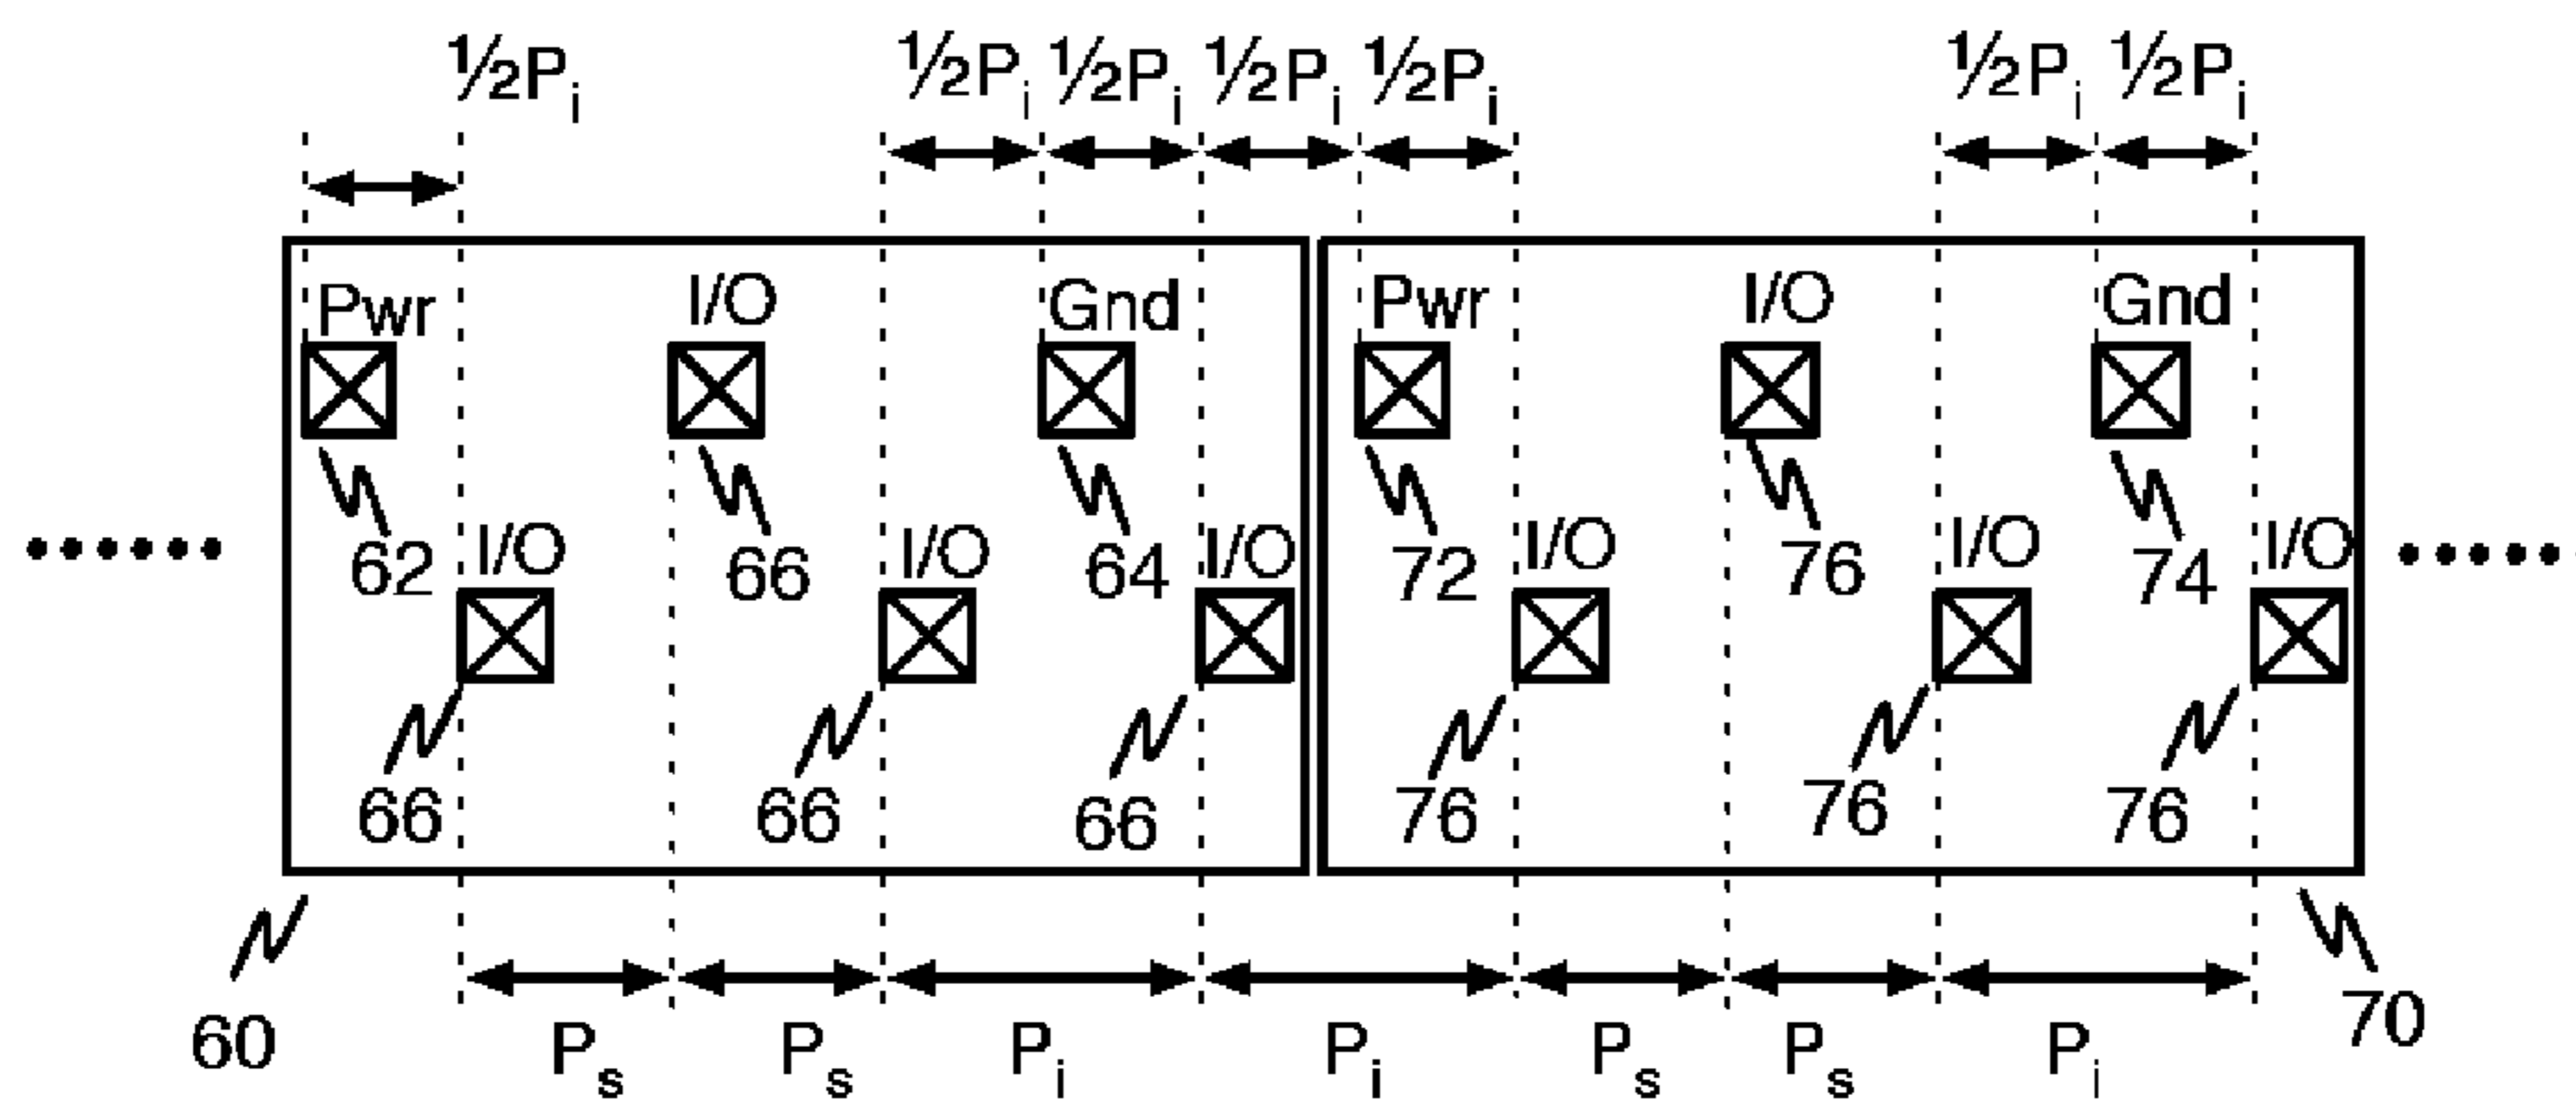 ½Pi ½Pi ½Pi ½Pi ½Pi ½Pi ½Pi
Pwr I/O Gnd Pwr I/O Gnd
62 I/O 66 I/O 64 I/O 72 I/O 76 I/O 74 I/O
66 66 66 76 76 76
60 Ps Ps Pi Pi Ps Ps Pi 70